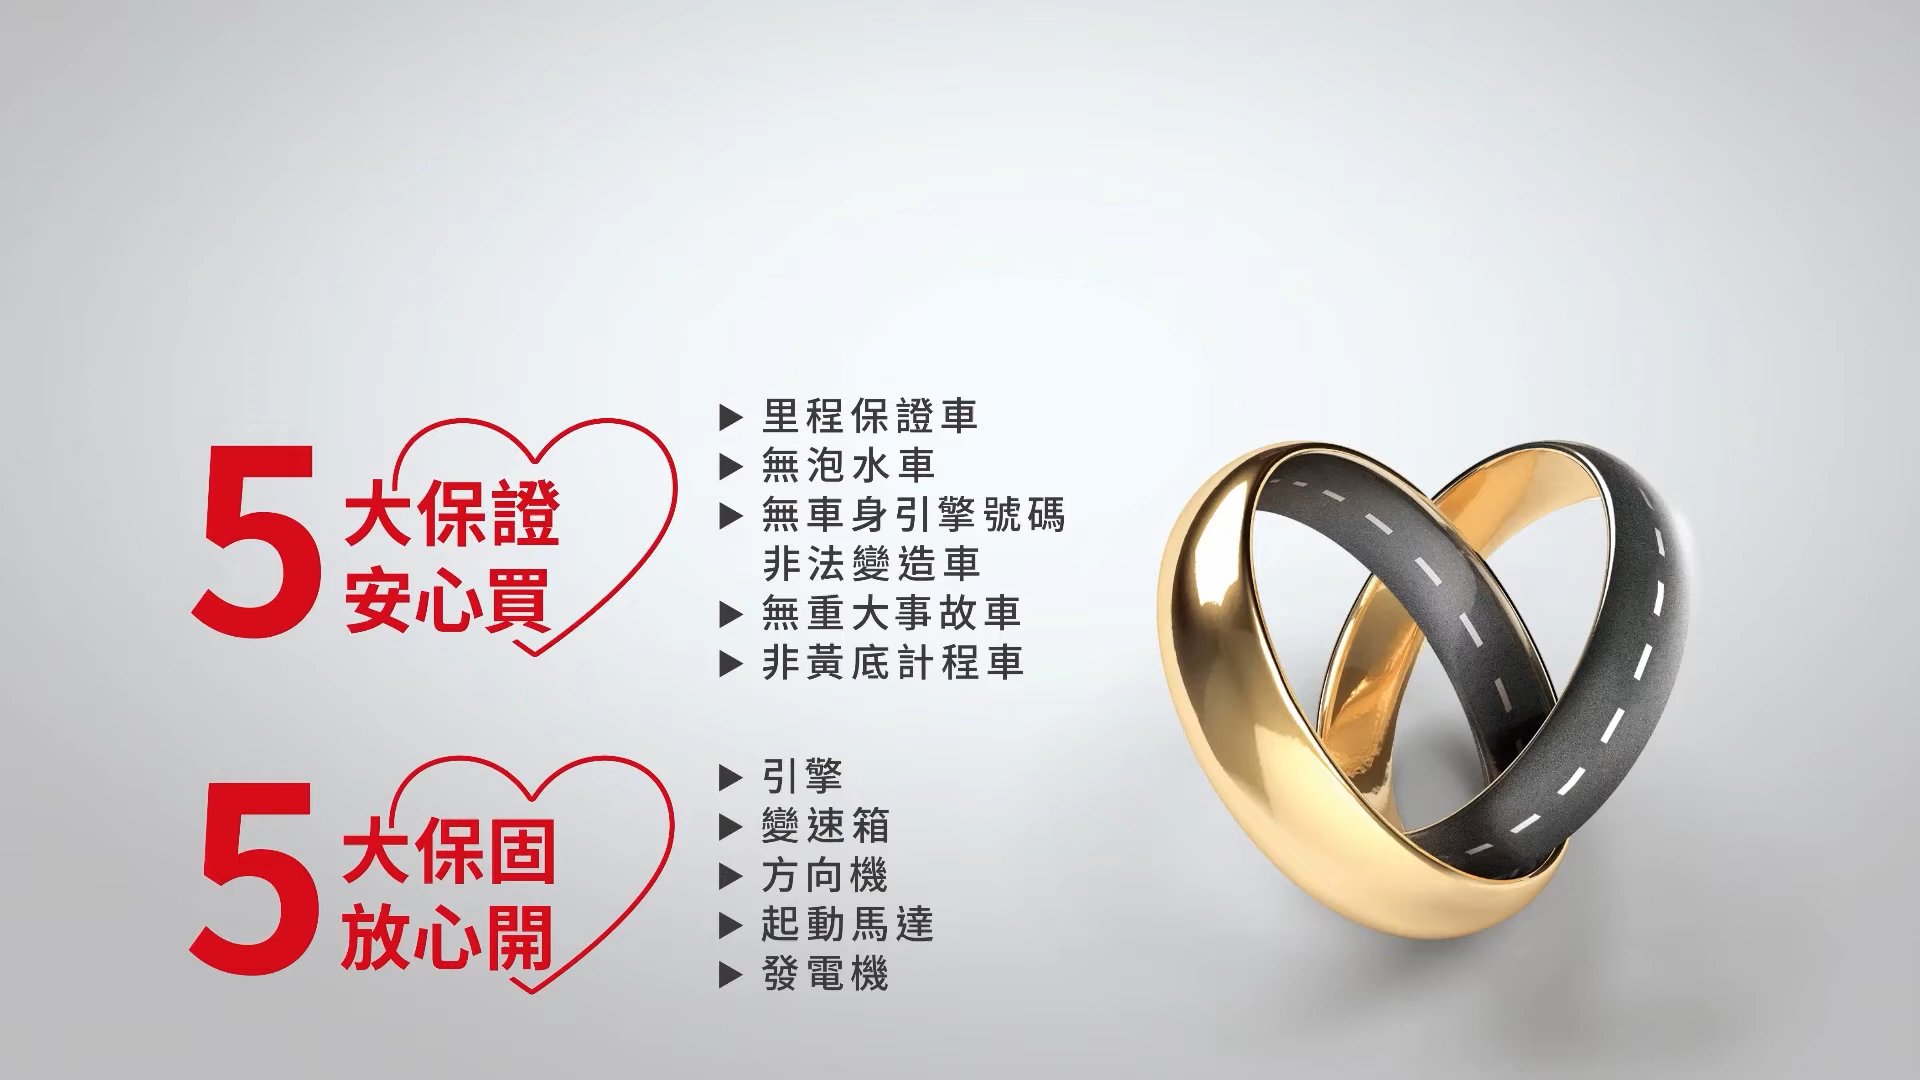 5大保證
安心買
▶ 里程保證車
▶ 無泡水車
▶ 無車身引擎號碼
非法變造車
▶ 無重大事故車
▶ 非黃底計程車
5大保固
放心開
▶ 引擎
▶ 變速箱
▶ 方向機
▶ 起動馬達
▶ 發電機